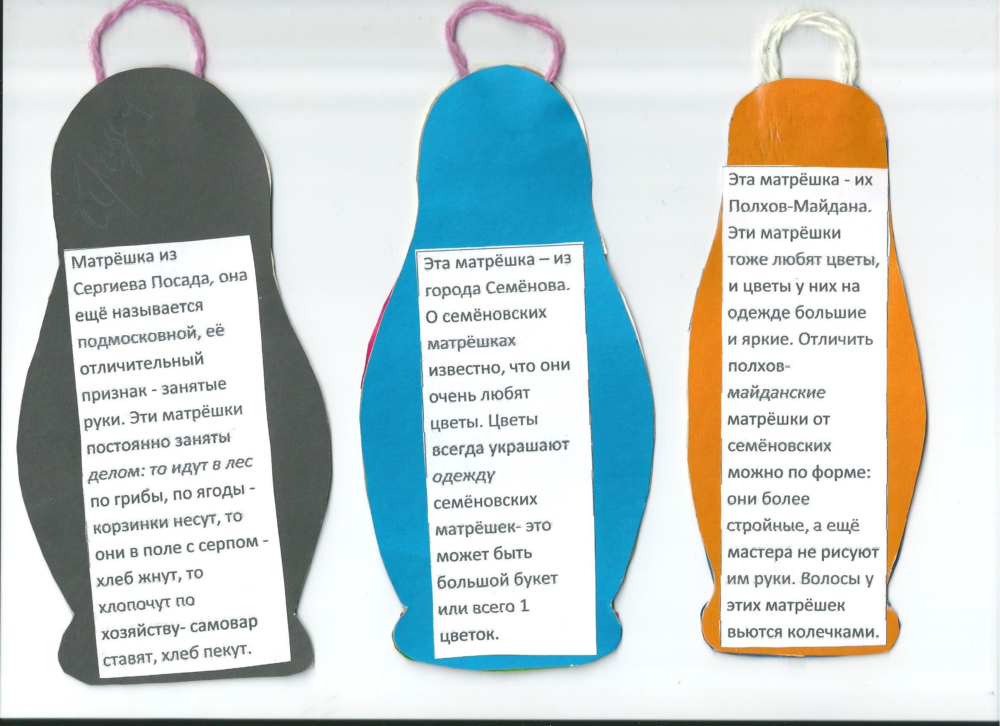 Матрёшка из
Сергиева Посада, она
ещё называется
подмосковной, её
отличительный
признак - занятые
руки. Эти матрёшки
постоянно заняты
делом: то идут в лес
по грибы, по ягоды -
корзинки несут, то
они в поле с серпом -
хлеб жнут, то
хлопочут по
хозяйству- самовар
ставят, хлеб пекут.
Эта матрёшка – из
города Семёнова.
О семёновских
матрёшках
известно, что они
очень любят
цветы. Цветы
всегда украшают
одежду
семёновских
матрёшек- это
может быть
большой букет
или всего 1
цветок.
Эта матрёшка - их
Полхов-Майдана.
Эти матрёшки
тоже любят цветы,
и цветы у них на
одежде большие
и яркие. Отличить
полхов-
майданские
матрёшки от
семёновских
можно по форме:
они более
стройные, а ещё
мастера не рисуют
им руки. Волосы у
этих матрёшек
вьются колечками.